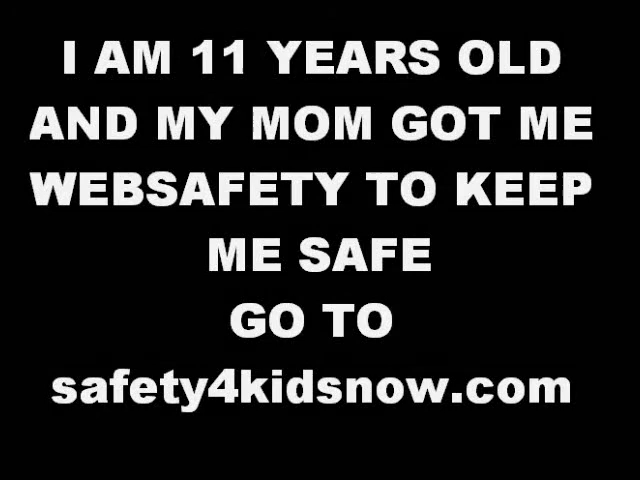 I AM 11 YEARS OLD
AND MY MOM GOT ME
WEBSAFETY TO KEEP
ME SAFE
GO TO
safety4kidsnow.com